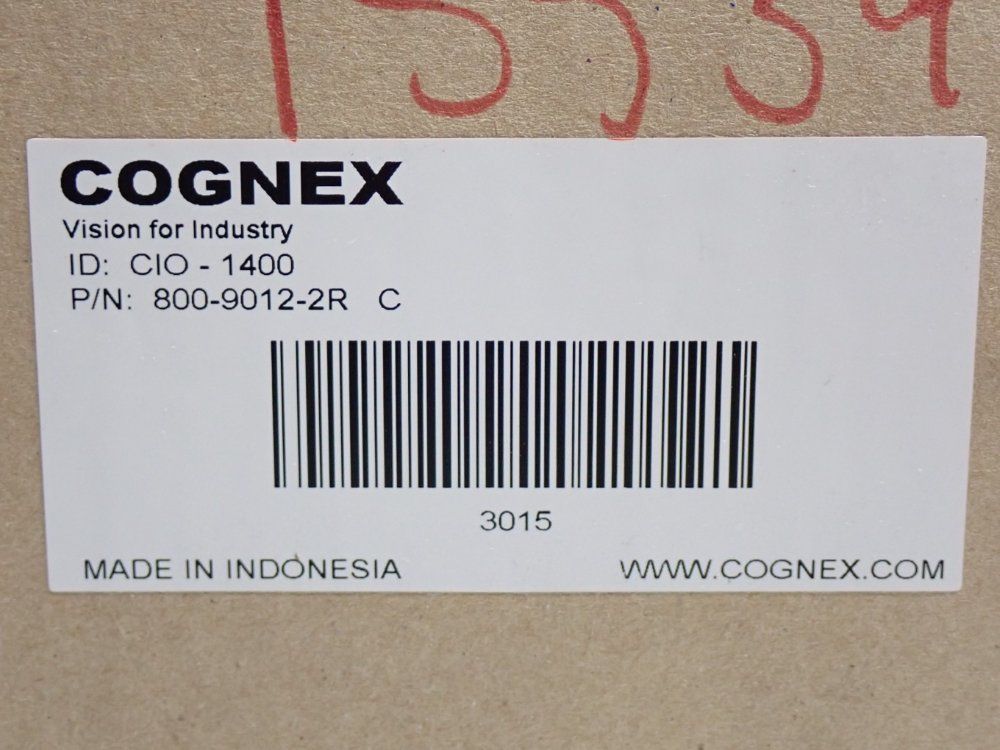 COGNEX
Vision for Industry
ID: CIO - 1400
P/N: 800-9012-2R C
3015
MADE IN INDONESIA
WWW.COGNEX.COM